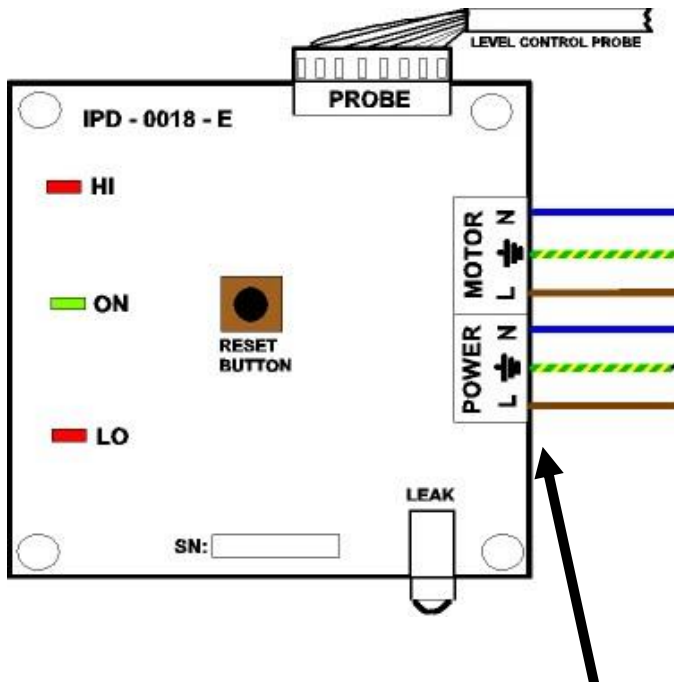 LEVEL CONTROL PROBE
PROBE
IPD - 0018 - E
HI
ON
LO
RESET
BUTTON
MOTOR
N
L
POWER
N
L
LEAK
SN: